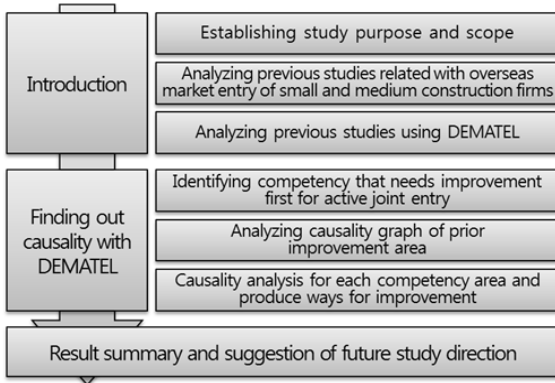 Introduction
Establishing study purpose and scope
Analyzing previous studies related with overseas
market entry of small and medium construction firms
Analyzing previous studies using DEMATEL
Finding out
causality with
DEMATEL
Identifying competency that needs improvement
first for active joint entry
Analyzing causality graph of prior
improvement area
Causality analysis for each competency area and
produce ways for improvement
Result summary and suggestion of future study direction